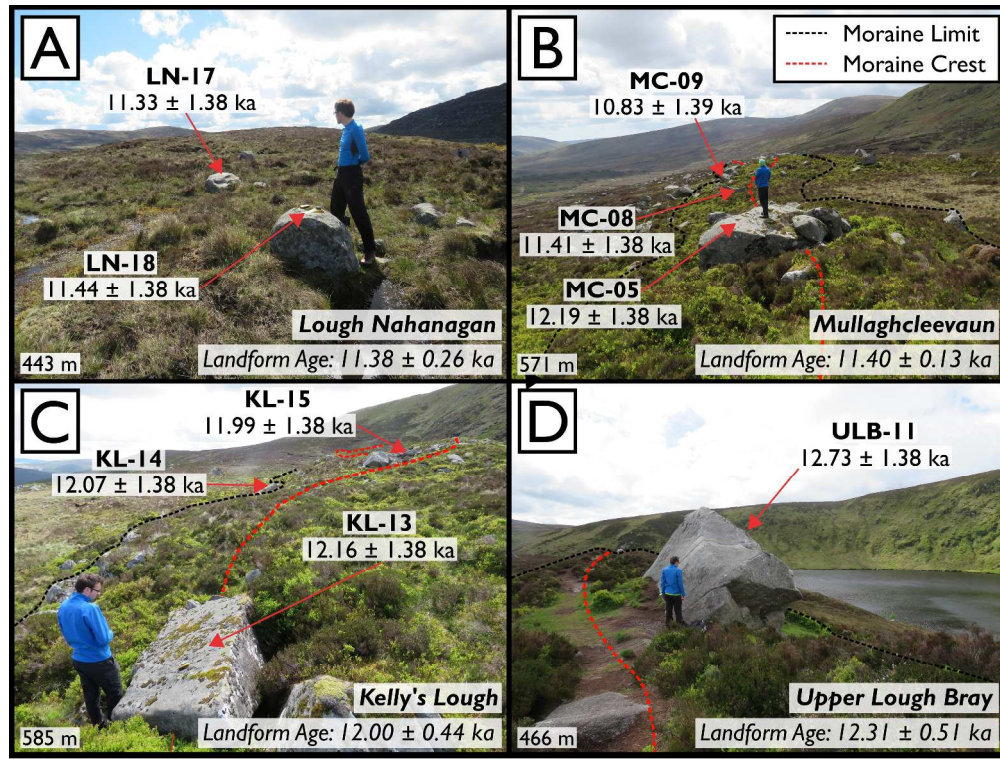 A
LN-17
11.33 ± 1.38 ka
LN-18
11.44 ± 1.38 ka
Lough Nahanagan
443 m
Landform Age: 11.38 ± 0.26 ka
B
Moraine Limit
Moraine Crest
MC-09
10.83 ± 1.39 ka
MC-08
11.41 ± 1.38 ka
MC-05
12.19 ± 1.38 ka
Mullaghcleevaun
571 m
Landform Age: 11.40 ± 0.13 ka
C
KL-15
11.99 ± 1.38 ka
KL-14
12.07 ± 1.38 ka
KL-13
12.16 ± 1.38 ka
Kelly's Lough
585 m
Landform Age: 12.00 ± 0.44 ka
D
ULB-11
12.73 ± 1.38 ka
Upper Lough Bray
466 m
Landform Age: 12.31 ± 0.51 ka